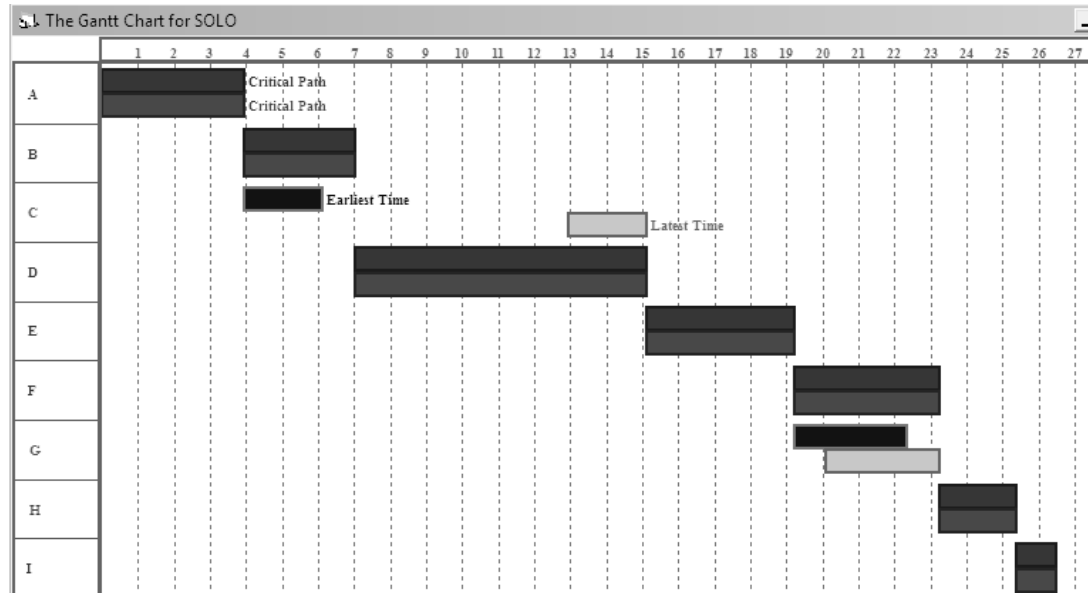 The Gantt Chart for SOLO
1 2 3 4 5 6 7 8 9 10 11 12 13 14 15 16 17 18 19 20 21 22 23 24 25 26 27
A
Critical Path
Critical Path
B
C
Earliest Time
Latest Time
D
E
F
G
H
I